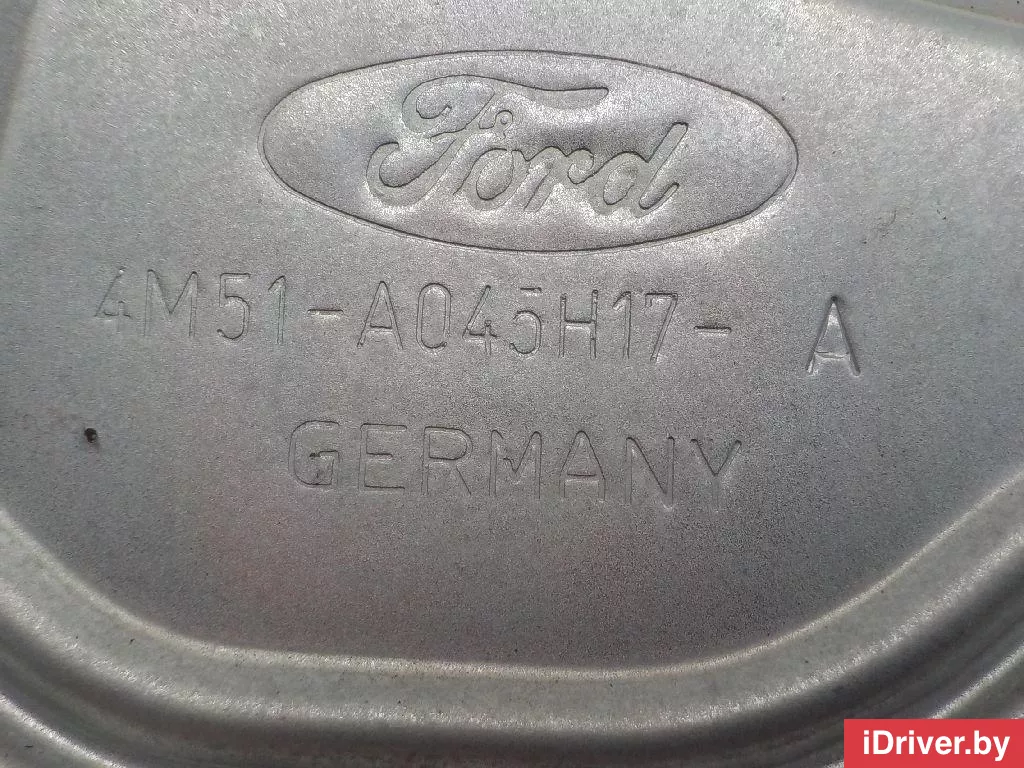 Ford
4M51-A045H17- A
GERMANY
iDriver.by